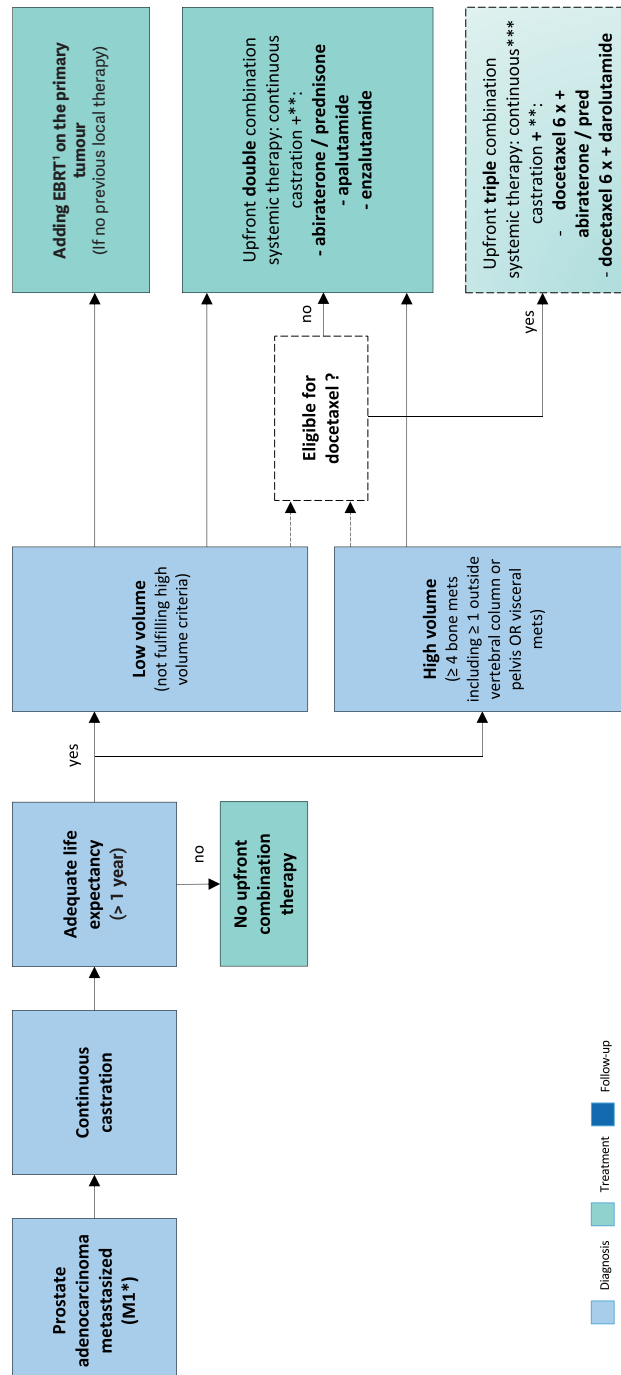 Prostate
adenocarcinoma
metastasized
(M1*)
Continuous
castration
Adequate life
expectancy
(> 1 year)
yes
no
No upfront
combination
therapy
Low volume
(not fulfilling high
volume criteria)
High volume
(≥ 4 bone mets
including ≥ 1 outside
vertebral column or
pelvis OR visceral
mets)
Eligible for
docetaxel ?
no
yes
Adding EBRT¹ on the primary
tumour
(If no previous local therapy)
Upfront double combination
systemic therapy: continuous
castration +**:
- abiraterone / prednisone
- apalutamide
- enzalutamide
Upfront triple combination
systemic therapy: continuous***
castration + **:
- docetaxel 6 x +
abiraterone / pred
- docetaxel 6 x + darolutamide
Diagnosis
Treatment
Follow-up